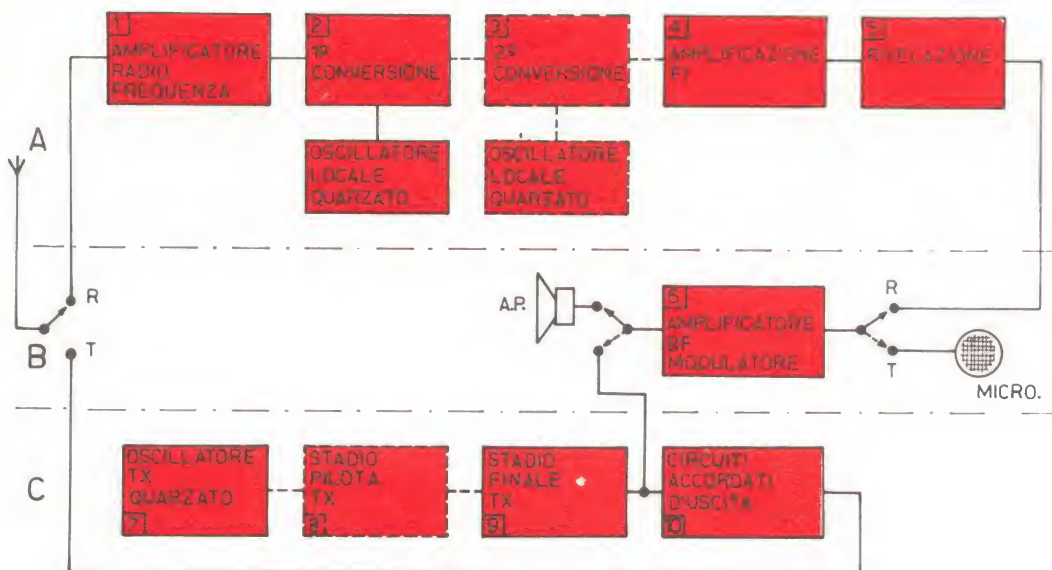 1
AMPLIFICATORE
RADIO
FREQUENZA
2
1ª
CONVERSIONE
3
2ª
CONVERSIONE
4
AMPLIFICAZIONE
FI
5
RIVELAZIONE
OSCILLATORE
LOCALE
QUARZATO
OSCILLATORE
LOCALE
QUARZATO
A
B
R
T
A.P.
6
AMPLIFICATORE
BF
MODULATORE
R
T
MICRO.
C
OSCILLATORE
TX
QUARZATO
7
STADIO
PILOTA
TX
8
STADIO
FINALE
TX
9
CIRCUITI
ACCORDATI
D'USCITA
10